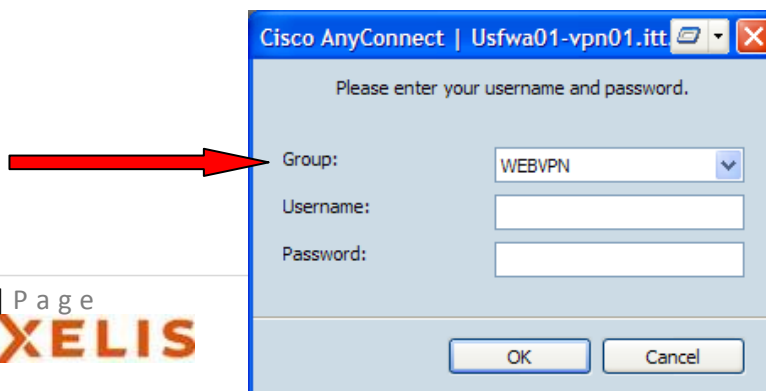 Cisco AnyConnect | Usfwa01-vpn01.itt.
Please enter your username and password.
Group:
WEBVPN
Username:
Password:
| Page
XELIS
OK
Cancel